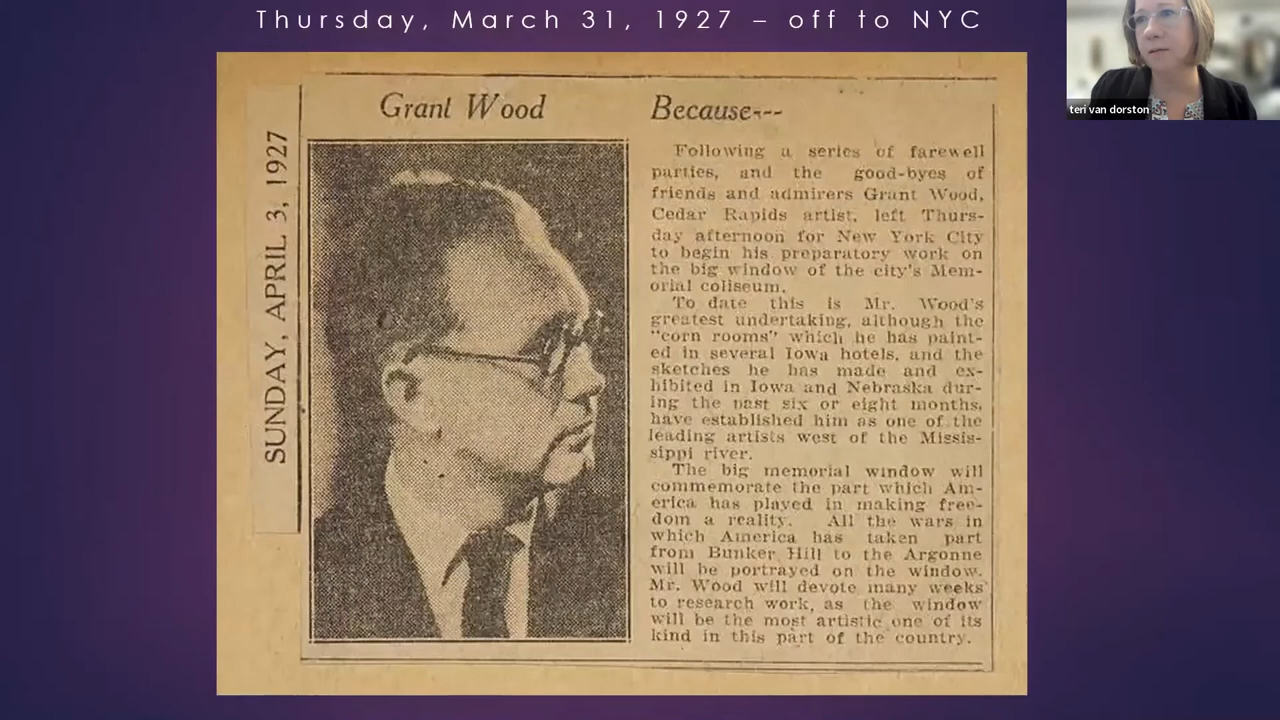 Thursday, March 31, 1927 – off to NYC
teri van dorston
SUNDAY, APRIL 3, 1927
Grant Wood
Because---
Following a series of farewell
parties, and the good-byes of
friends and admirers Grant Wood,
Cedar Rapids artist, left Thurs-
day afternoon for New York City
to begin his preparatory work on
the big window of the city's Mem-
orial coliseum.
To date this is Mr. Wood's
greatest undertaking, although the
"corn rooms" which he has paint-
ed in several Iowa hotels, and the
sketches he has made and ex-
hibited in Iowa and Nebraska dur-
ing the past six or eight months,
have established him as one of the
leading artists west of the Missis-
sippi river.
The big memorial window will
commemorate the part which Am-
erica has played in making free-
dom a reality. All the wars in
which America has taken part
from Bunker Hill to the Argonne
will be portrayed on the window.
Mr. Wood will devote many weeks
to research work, as the window
will be the most artistic one of its
kind in this part of the country.